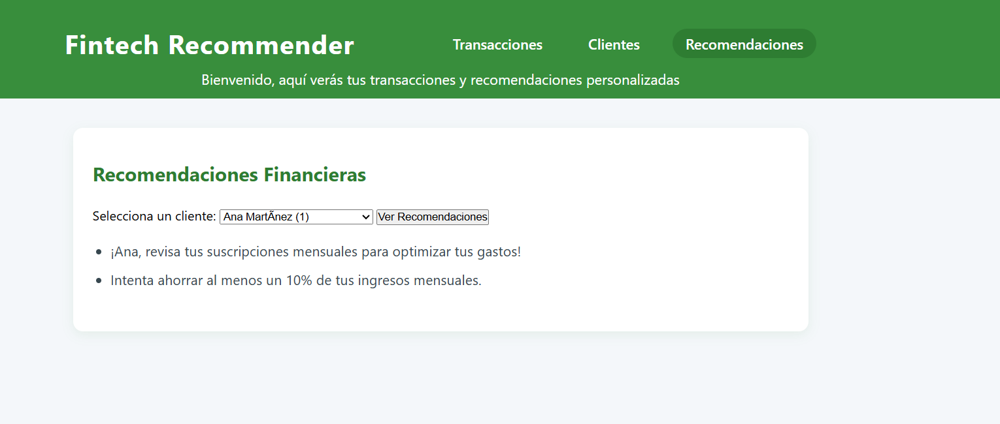 Fintech Recommender
Transacciones
Clientes
Recomendaciones
Bienvenido, aquí verás tus transacciones y recomendaciones personalizadas
Recomendaciones Financieras
Selecciona un cliente: Ana MartÃnez (1) Ver Recomendaciones
¡Ana, revisa tus suscripciones mensuales para optimizar tus gastos!
Intenta ahorrar al menos un 10% de tus ingresos mensuales.